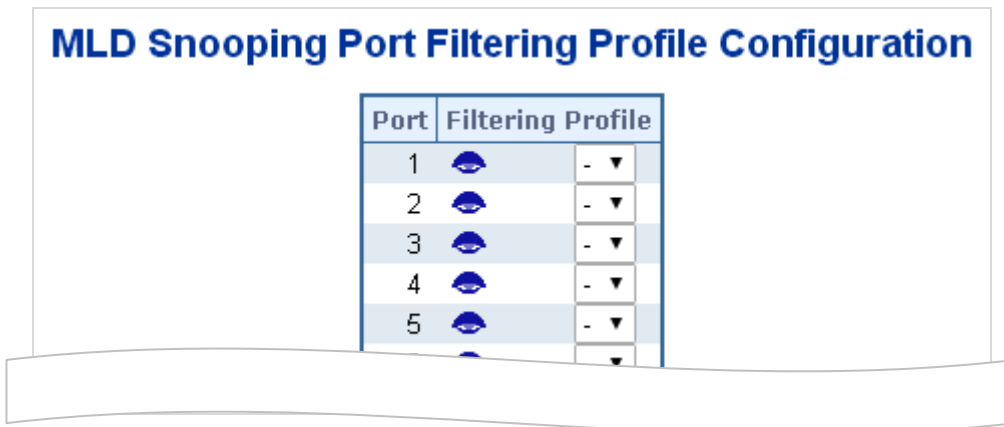 MLD Snooping Port Filtering Profile Configuration
Port Filtering Profile
1 - ▼
2 - ▼
3 - ▼
4 - ▼
5 - ▼